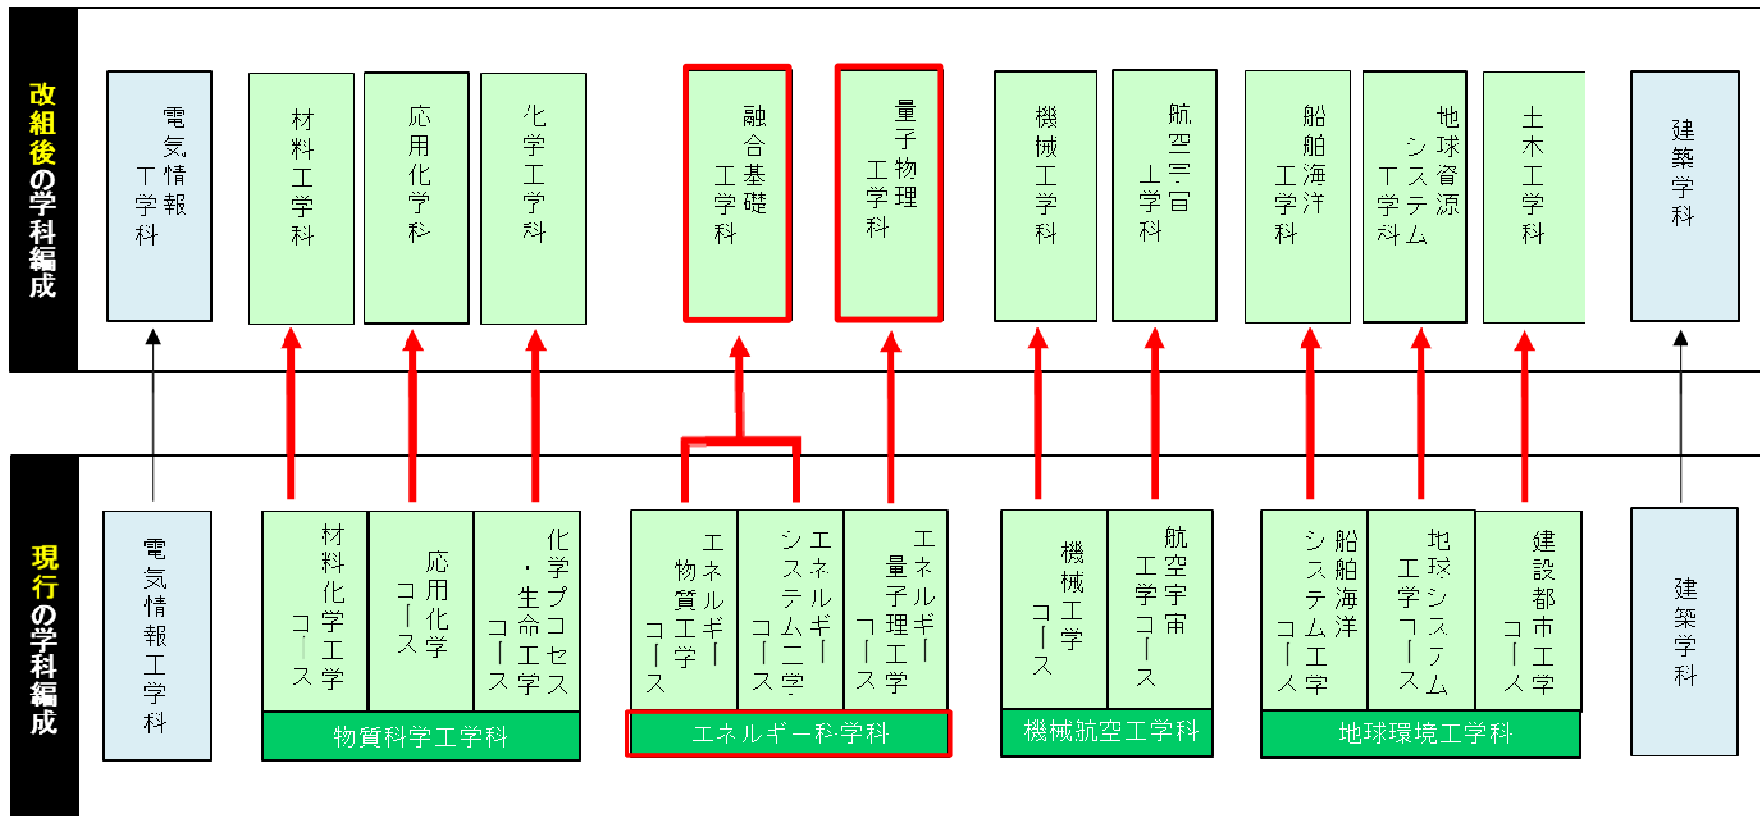 改組後の学科編成
電気情報
工学科
材料工学科
応用化学科
化学工学科
融合基礎
工学科
量子物理
工学科
機械工学科
航空宇宙
工学科
船舶海洋
工学科
地球資源
システム
工学科
土木工学科
建築学科
現行の学科編成
電気情報工学科
材料化学工学
コース
応用化学
コース
化学プロセス
・生命工学
コース
物質科学工学科
エネルギー
物質工学
コース
エネルギー
システム工学
コース
エネルギー
量子理工学
コース
エネルギー科学科
機械工学
コース
航空宇宙
工学コース
機械航空工学科
船舶海洋
システム工学
コース
地球システム
工学コース
建設都市工学
コース
地球環境工学科
建築学科